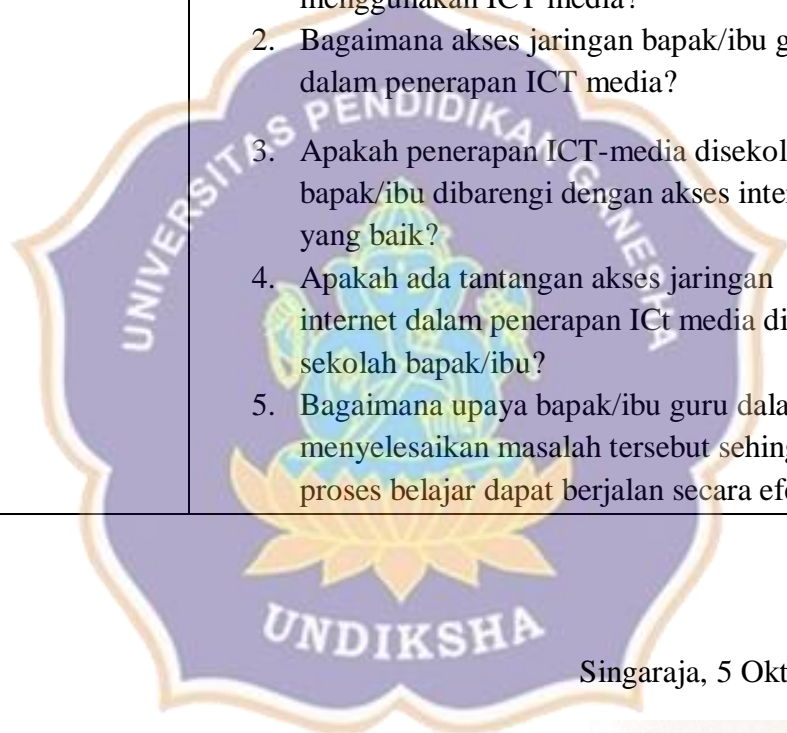 menggunakan ICT media?
2. Bagaimana akses jaringan bapak/ibu g
dalam penerapan ICT media?
3. Apakah penerapan ICT-media disekol
bapak/ibu dibarengi dengan akses inter
yang baik?
4. Apakah ada tantangan akses jaringan
internet dalam penerapan ICt media di
sekolah bapak/ibu?
5. Bagaimana upaya bapak/ibu guru dala
menyelesaikan masalah tersebut sehing
proses belajar dapat berjalan secara efe
UNIVERSITAS PENDIDIKAN GANESHA
UNDIKSHA
Singaraja, 5 Okt